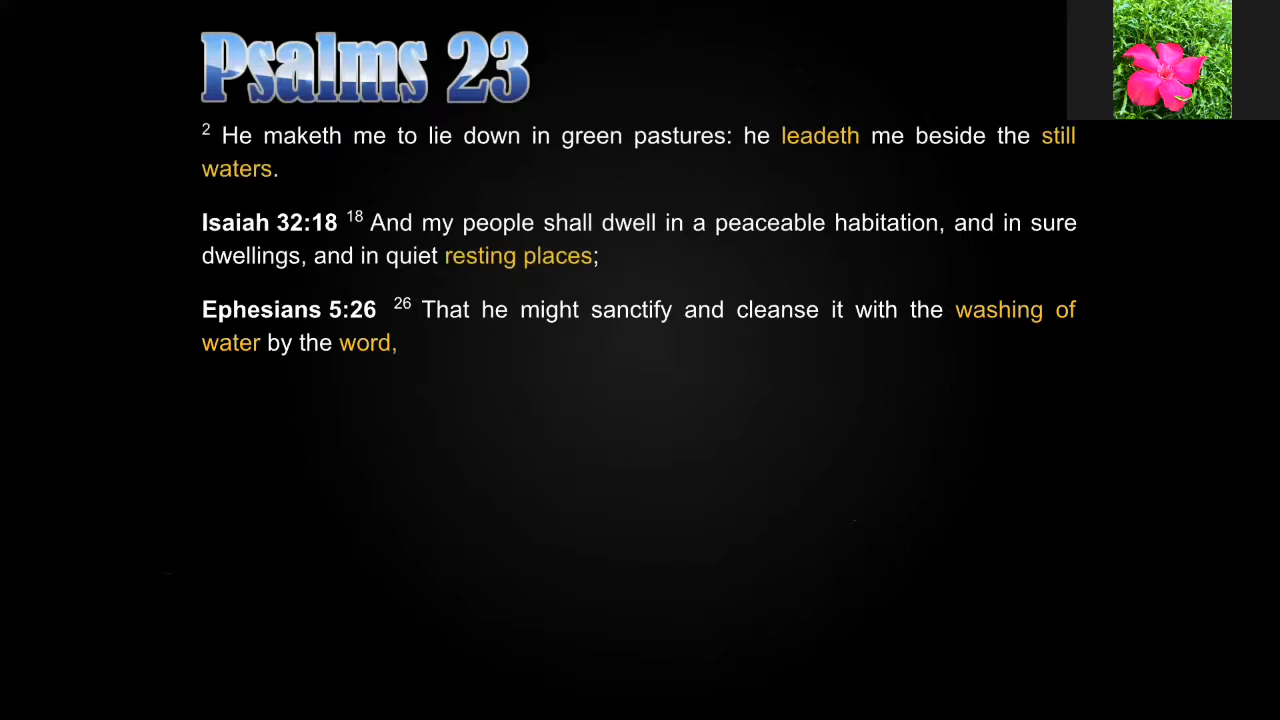 Psalms 23
2 He maketh me to lie down in green pastures: he leadeth me beside the still
waters.
Isaiah 32:18 18 And my people shall dwell in a peaceable habitation, and in sure
dwellings, and in quiet resting places;
Ephesians 5:26 26 That he might sanctify and cleanse it with the washing of
water by the word,